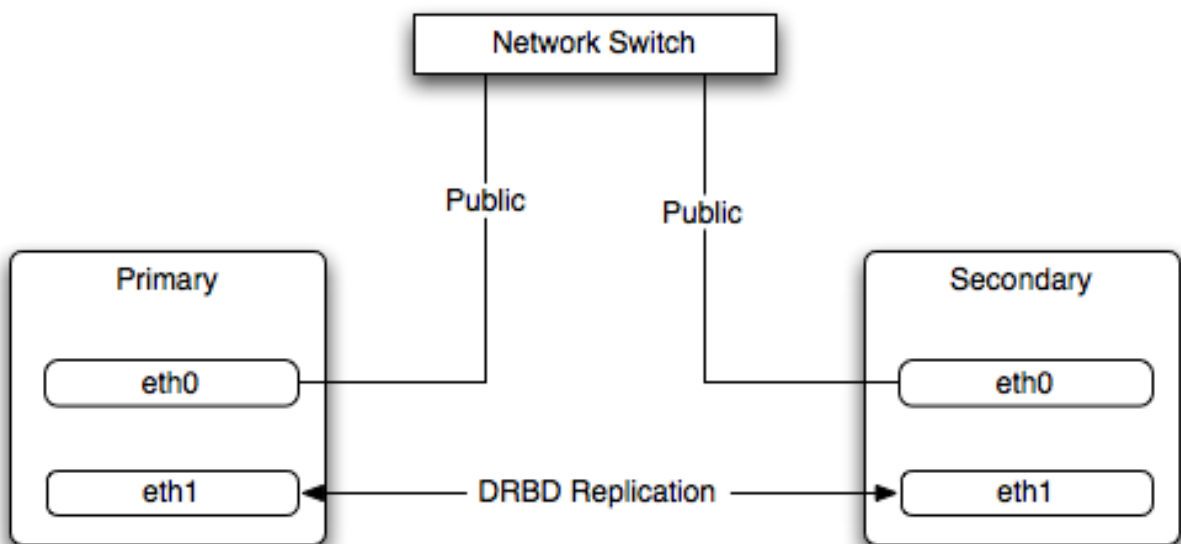 Network Switch
Public
Public
Primary
Secondary
eth0
eth0
eth1
DRBD Replication
eth1